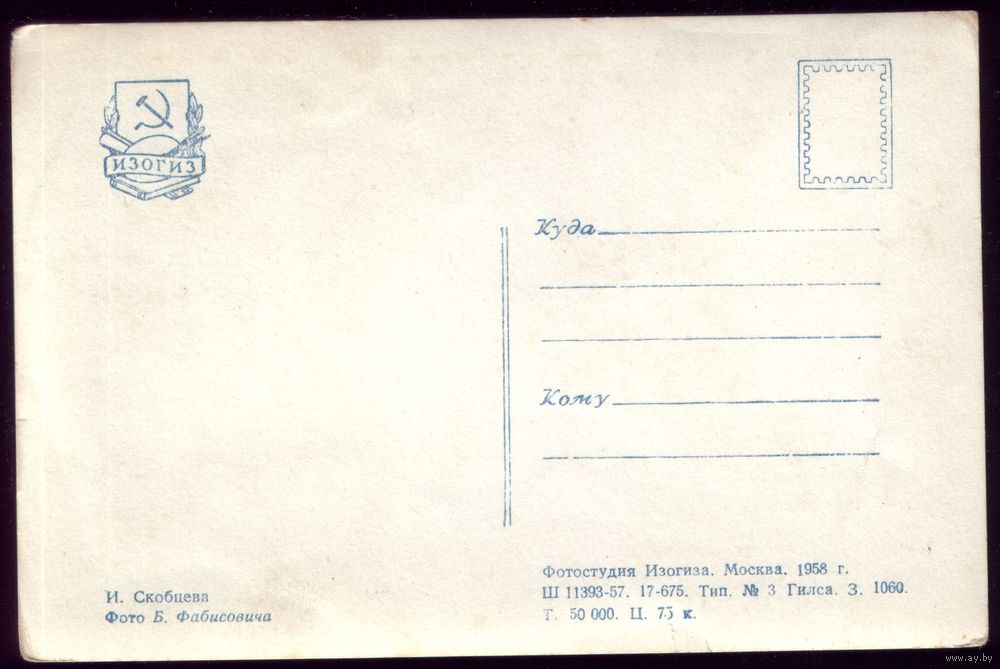 ИЗОГИЗ
Куда
Кому
И. Скобцева
Фото Б. Фабисовича
Фотостудия Изогиза. Москва. 1958 г.
Ш 11393-57. 17-675. Тип. № 3 Гилса. З. 1060.
Т. 50 000. Ц. 75 к.
www.ay.by